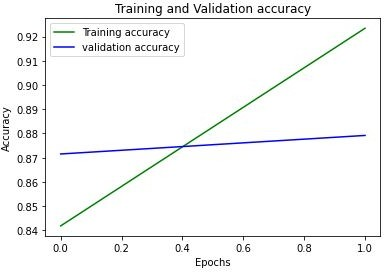 Training and Validation accuracy
Training accuracy
validation accuracy
Accuracy
0.92
0.91
0.90
0.89
0.88
0.87
0.86
0.85
0.84
0.0 0.2 0.4 0.6 0.8 1.0
Epochs